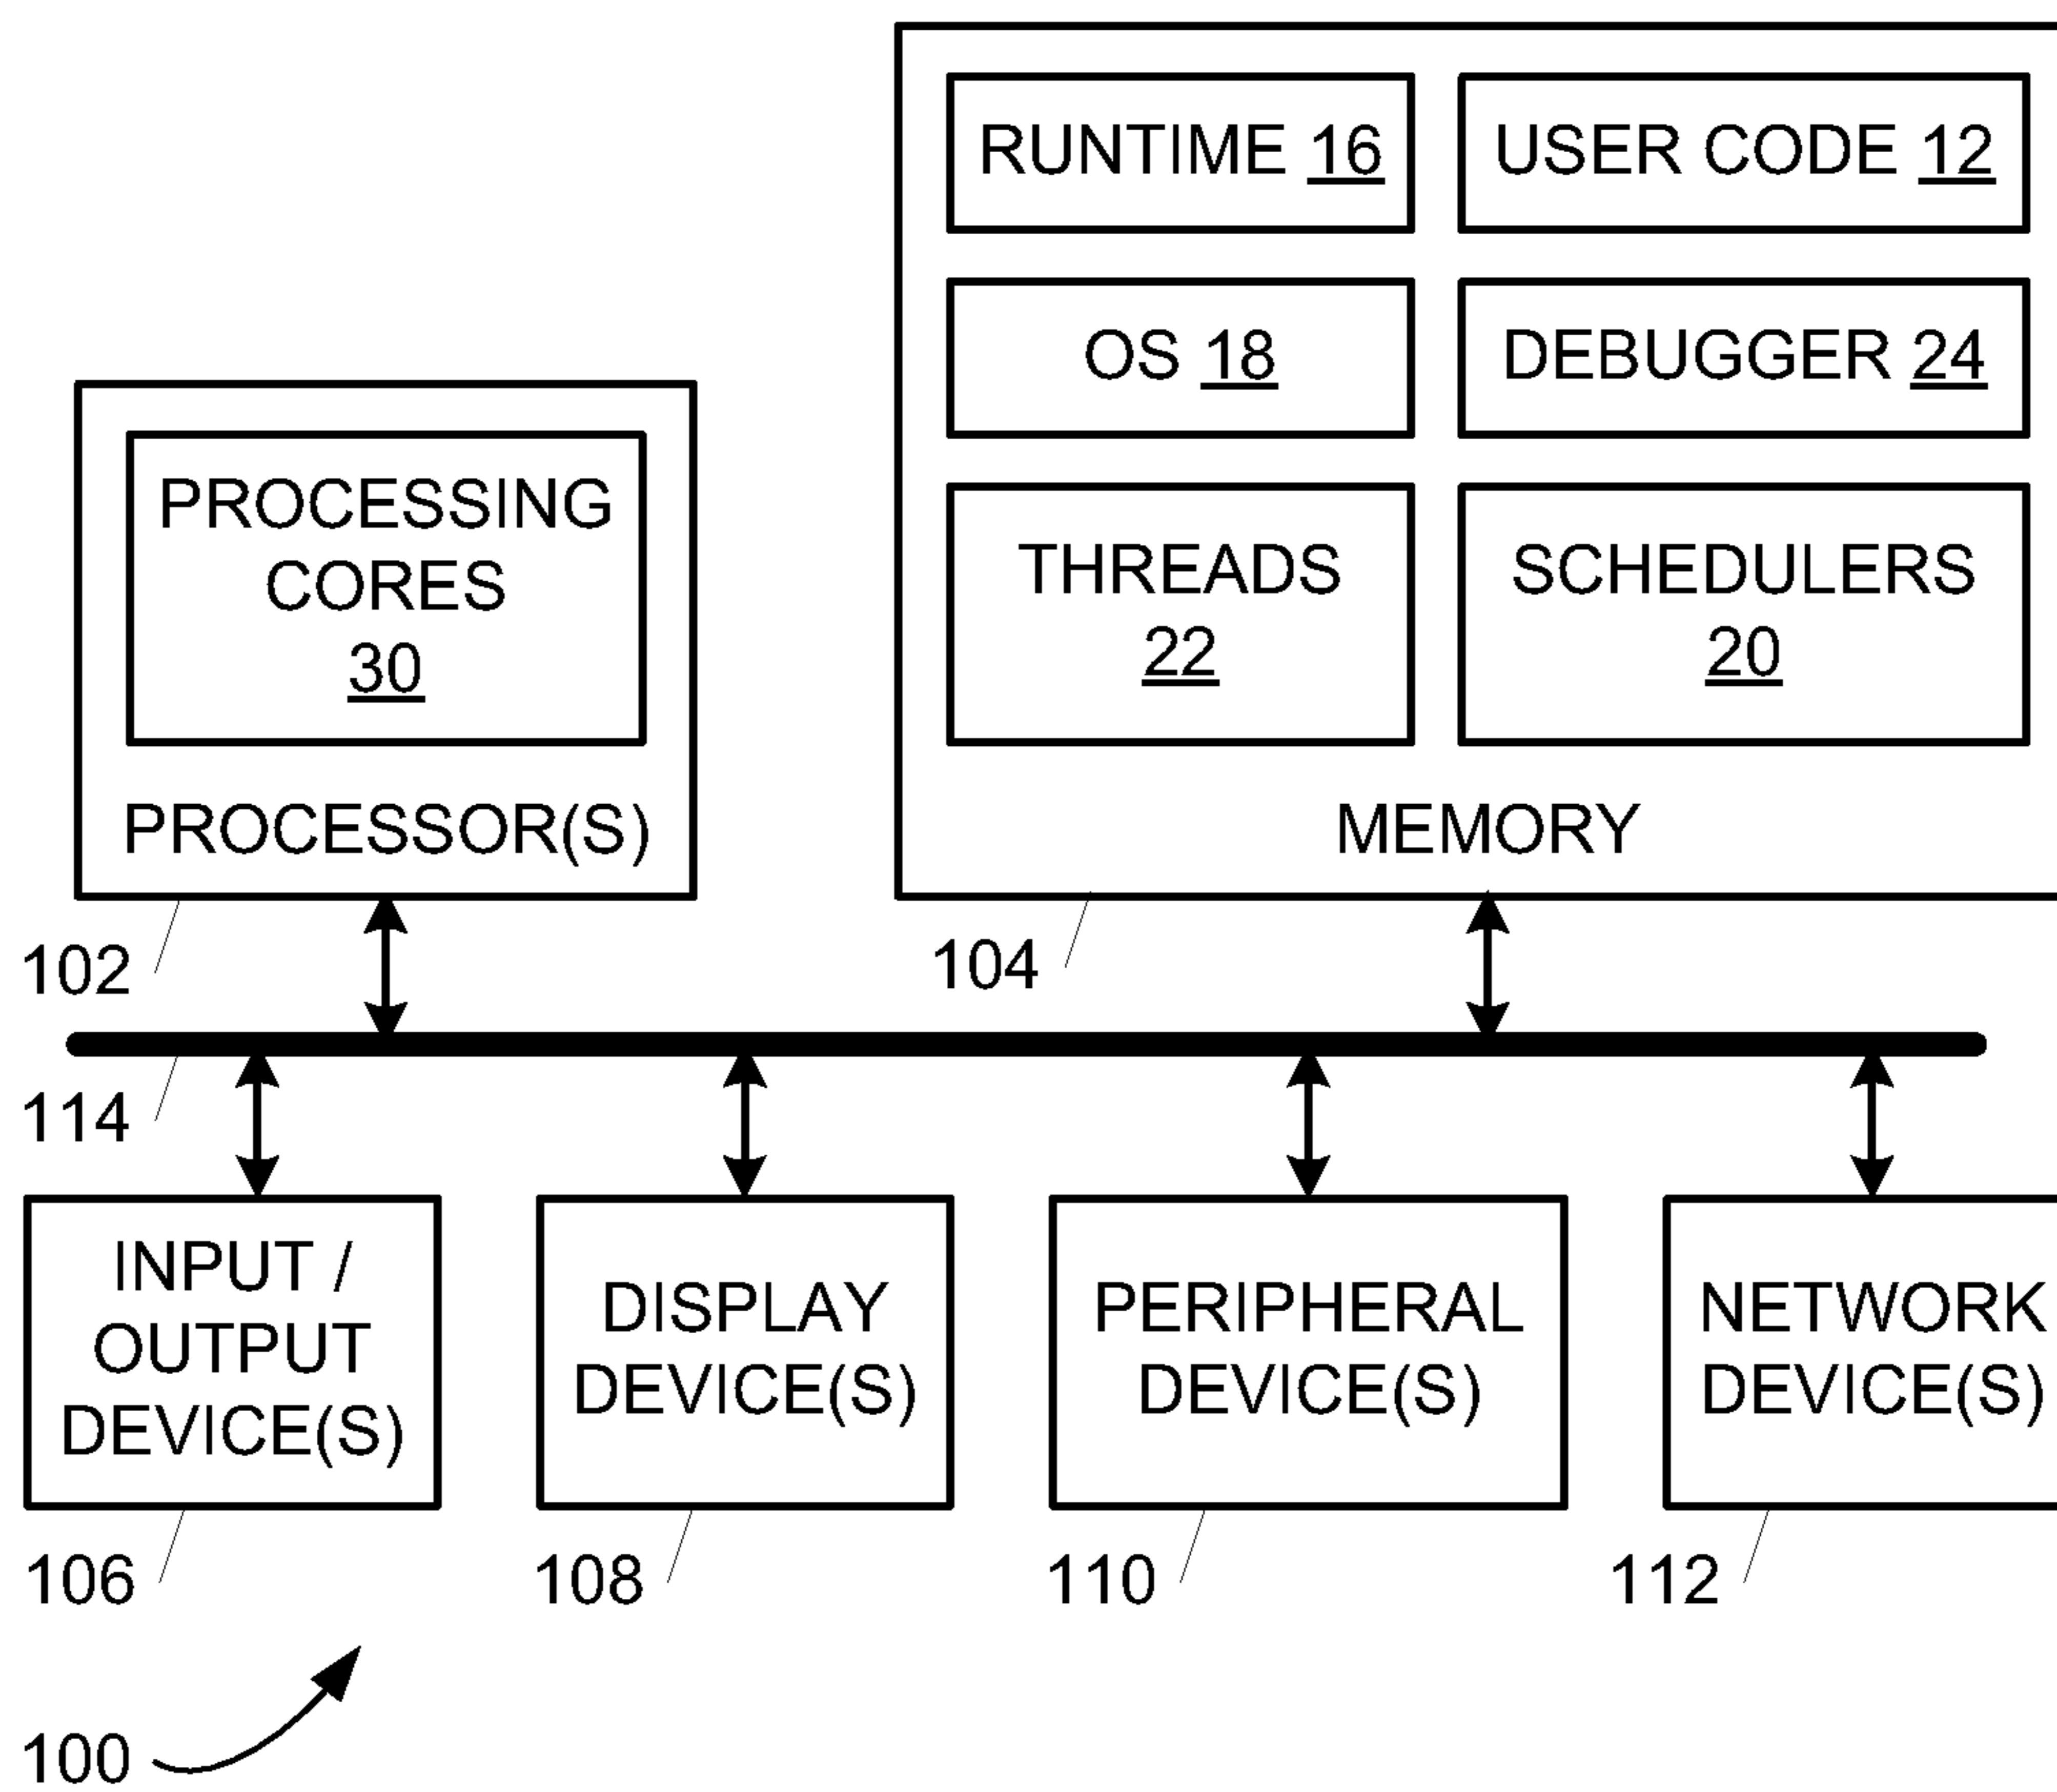 RUNTIME 16
USER CODE 12
OS 18
DEBUGGER 24
PROCESSING
CORES
30
THREADS
22
SCHEDULERS
20
PROCESSOR(S)
MEMORY
102
104
114
INPUT /
OUTPUT
DEVICE(S)
DISPLAY
DEVICE(S)
PERIPHERAL
DEVICE(S)
NETWORK
DEVICE(S)
106
108
110
112
100